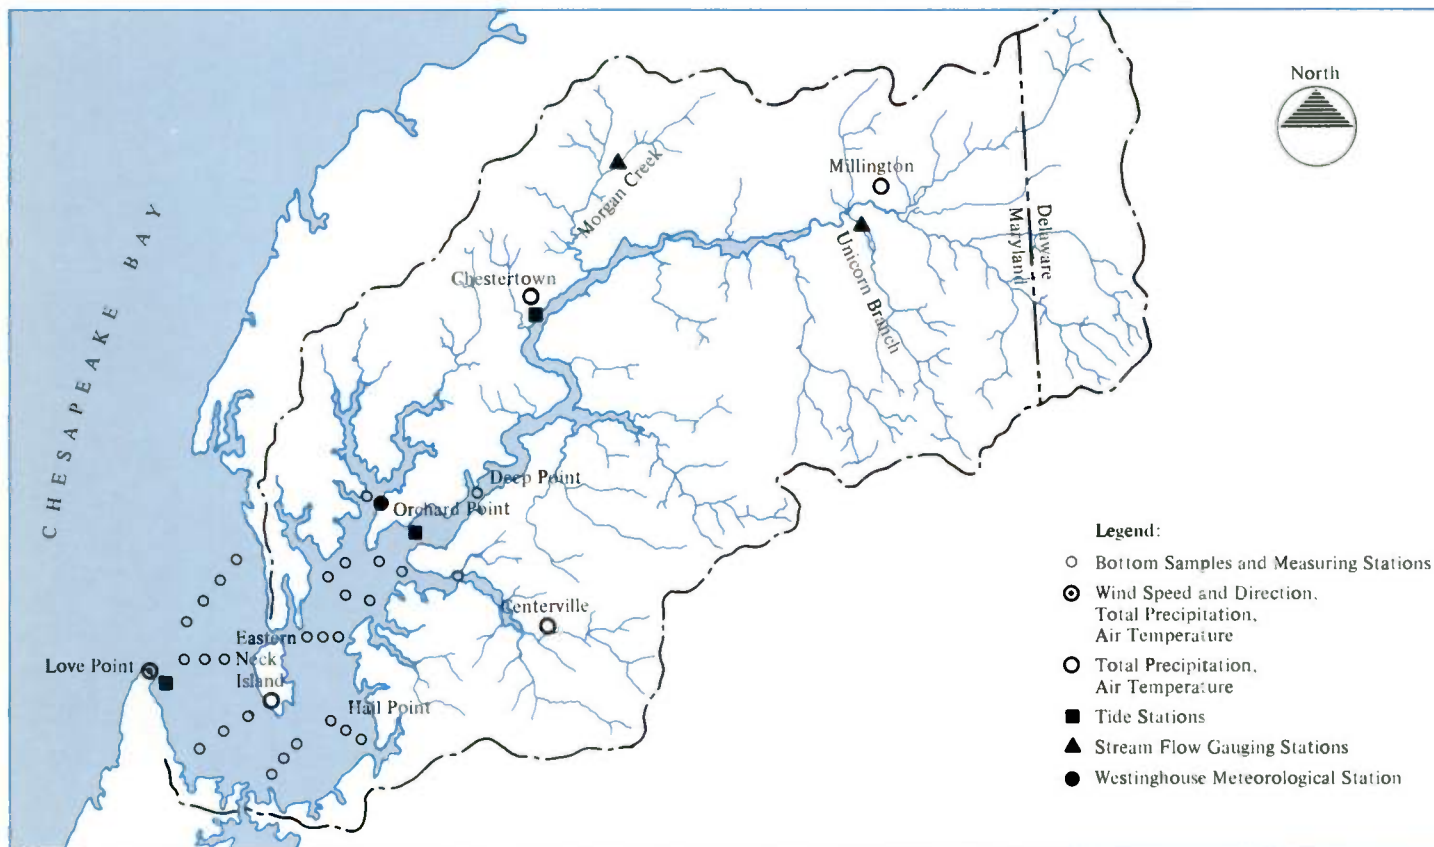 North
Millington
Morgan Creek
Delaware
Maryland
Unicorn Branch
Chestertown
CHESAPEAKE BAY
Deep Point
Orchard Point
Centerville
Eastern
Neck
Island
Love Point
Hail Point
Legend:
Bottom Samples and Measuring Stations
Wind Speed and Direction,
Total Precipitation,
Air Temperature
Total Precipitation,
Air Temperature
Tide Stations
Stream Flow Gauging Stations
Westinghouse Meteorological Station